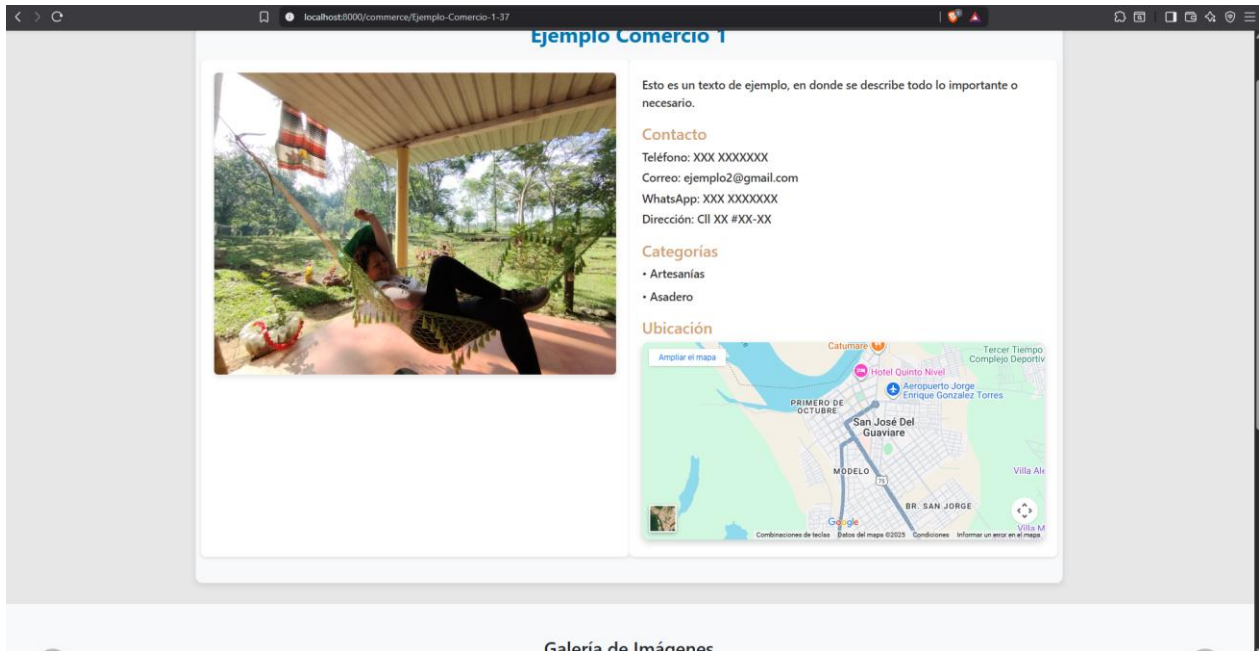 localhost:8000/commerce/Ejemplo-Comercio-1-37
Ejemplo Comercio 1
Esto es un texto de ejemplo, en donde se describe todo lo importante o
necesario.
Contacto
Teléfono: XXX XXXXXXX
Correo: ejemplo2@gmail.com
WhatsApp: XXX XXXXXXX
Dirección: Cll XX #XX-XX
Categorías
• Artesanías
• Asadero
Ubicación
Ampliar el mapa
Catumare
Tercer Tiempo
Complejo Deportiv
Hotel Quinto Nivel
Aeropuerto Jorge
Enrique Gonzalez Torres
PRIMERO DE
OCTUBRE
San José Del
Guaviare
MODELO
Villa Ale
75
BR. SAN JORGE
Google
Villa M
Combinaciones de teclas
Datos del mapa ©2025
Condiciones
Informar un error en el mapa
Galería de Imágenes